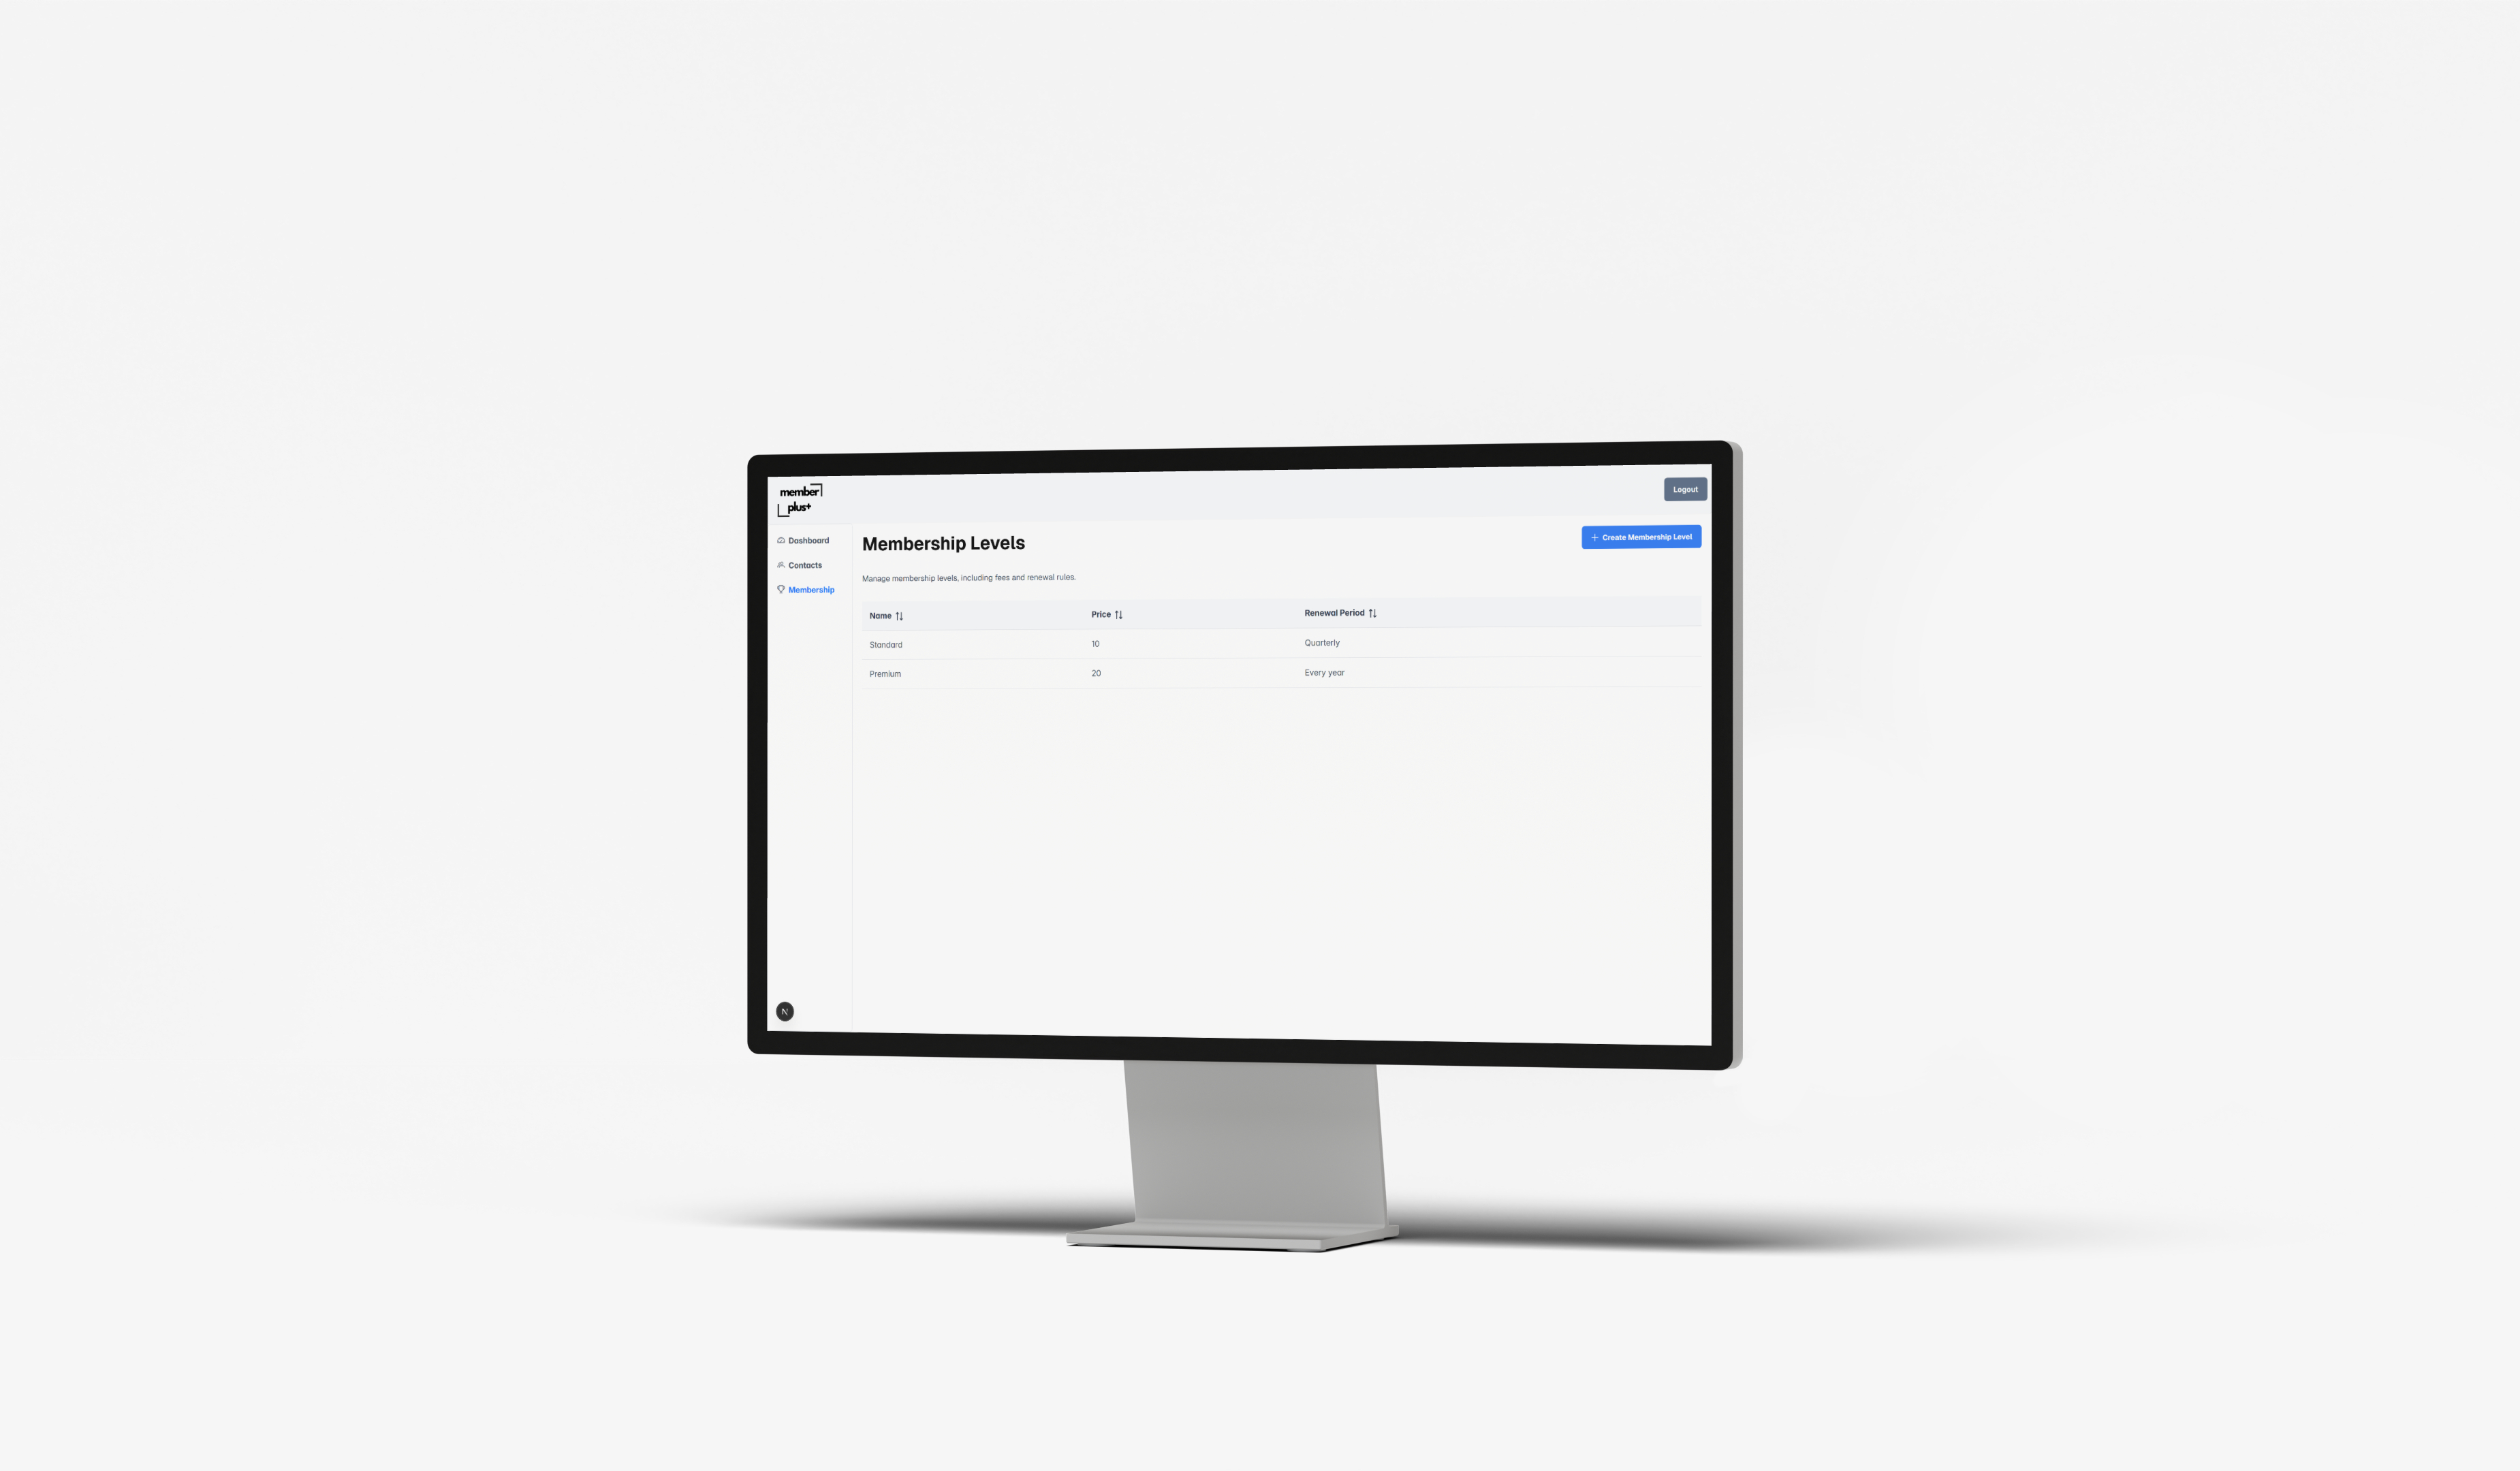 member
plus+
Logout
Dashboard
Contacts
Membership
Membership Levels
+ Create Membership Level
Manage membership levels, including fees and renewal rules.
Name ↑↓ Price ↑↓ Renewal Period ↑↓
Standard 10 Quarterly
Premium 20 Every year
N